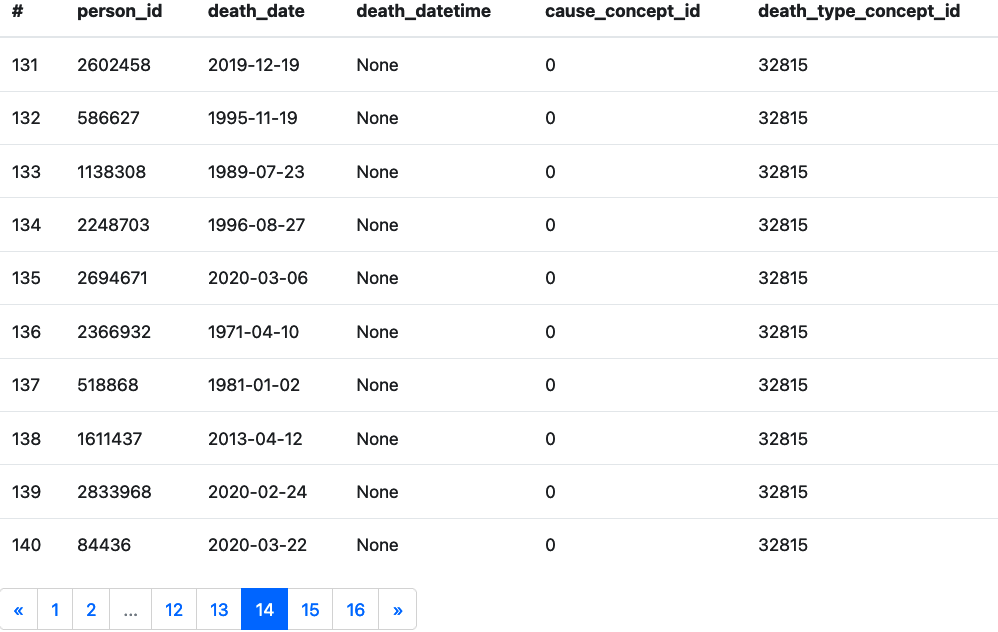 # person_id death_date death_datetime cause_concept_id death_type_concept_id
131 2602458 2019-12-19 None 0 32815
132 586627 1995-11-19 None 0 32815
133 1138308 1989-07-23 None 0 32815
134 2248703 1996-08-27 None 0 32815
135 2694671 2020-03-06 None 0 32815
136 2366932 1971-04-10 None 0 32815
137 518868 1981-01-02 None 0 32815
138 1611437 2013-04-12 None 0 32815
139 2833968 2020-02-24 None 0 32815
140 84436 2020-03-22 None 0 32815
« 1 2 ... 12 13 14 15 16 »